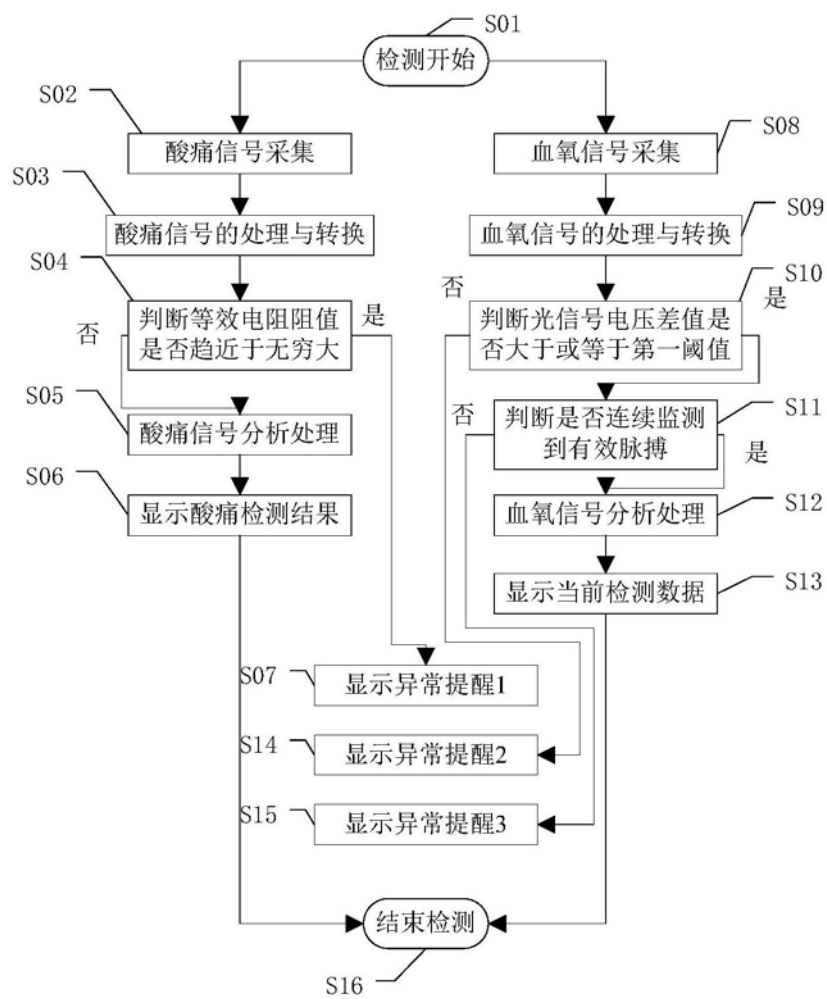 S01
检测开始
S02
酸痛信号采集
S08
血氧信号采集
S03
酸痛信号的处理与转换
S09
血氧信号的处理与转换
S04
判断等效电阻阻值
是否趋近于无穷大
否
是
S10
判断光信号电压差值是
否大于或等于第一阈值
否
是
S05
酸痛信号分析处理
S11
判断是否连续监测
到有效脉搏
否
是
S06
显示酸痛检测结果
S12
血氧信号分析处理
S13
显示当前检测数据
S07
显示异常提醒1
S14
显示异常提醒2
S15
显示异常提醒3
结束检测
S16